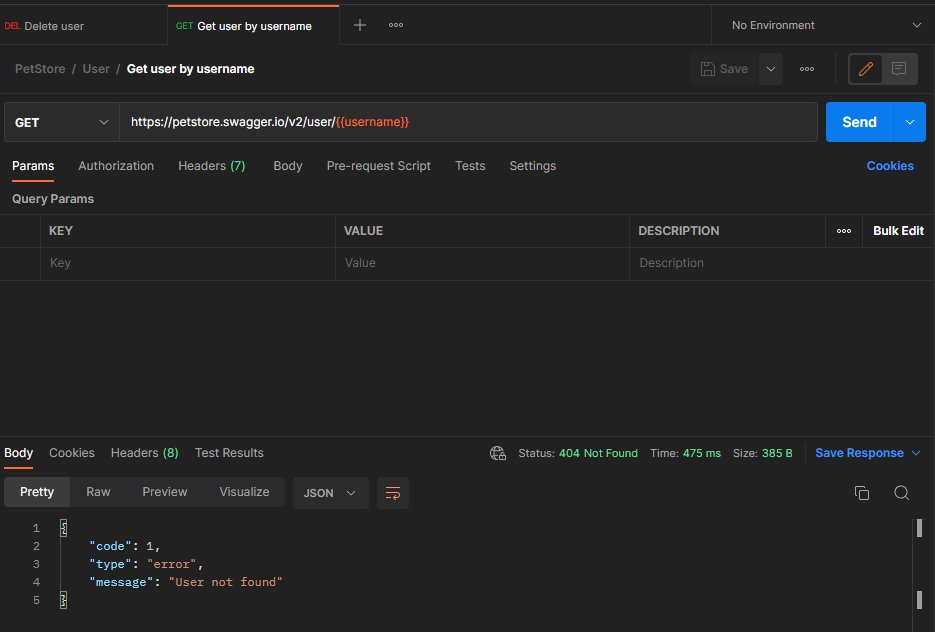 DEL Delete user
GET Get user by username
No Environment
PetStore / User / Get user by username
Save
GET
https://petstore.swagger.io/v2/user/{{username}}
Send
Params Authorization Headers (7) Body Pre-request Script Tests Settings Cookies
Query Params
KEY VALUE DESCRIPTION Bulk Edit
Key Value Description
Body Cookies Headers (8) Test Results Status: 404 Not Found Time: 475 ms Size: 385 B Save Response
Pretty Raw Preview Visualize JSON
1 {
2 "code": 1,
3 "type": "error",
4 "message": "User not found"
5 }